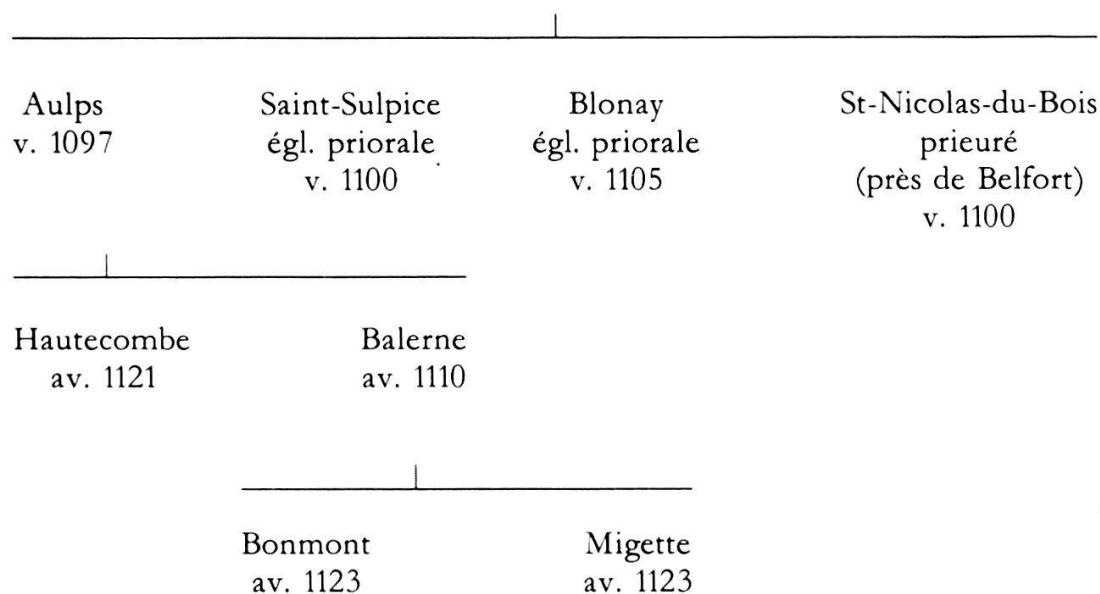 Aulps
v. 1097
Saint-Sulpice
égl. priorale
v. 1100
Blonay
égl. priorale
v. 1105
St-Nicolas-du-Bois
prieuré
(près de Belfort)
v. 1100
Hautecombe
av. 1121
Balerne
av. 1110
Bonmont
av. 1123
Migette
av. 1123